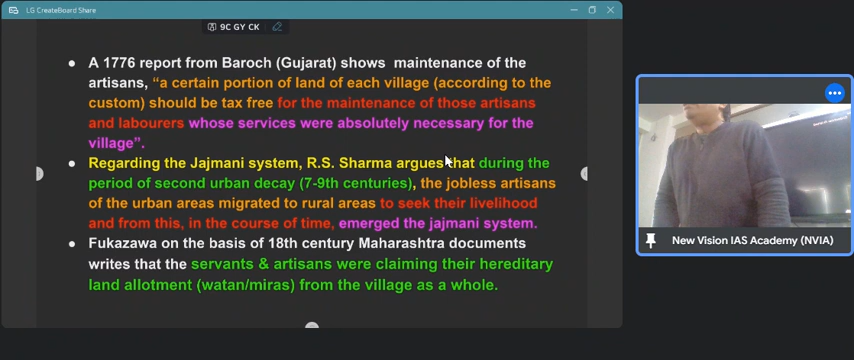 LG CreateBoard Share
9C GY CK
• A 1776 report from Baroch (Gujarat) shows maintenance of the
artisans, “a certain portion of land of each village (according to the
custom) should be tax free for the maintenance of those artisans
and labourers whose services were absolutely necessary for the
village”.
• Regarding the Jajmani system, R.S. Sharma argues that during the
period of second urban decay (7-9th centuries), the jobless artisans
of the urban areas migrated to rural areas to seek their livelihood
and from this, in the course of time, emerged the jajmani system.
• Fukazawa on the basis of 18th century Maharashtra documents
writes that the servants & artisans were claiming their hereditary
land allotment (watan/miras) from the village as a whole.
New Vision IAS Academy (NVIA)